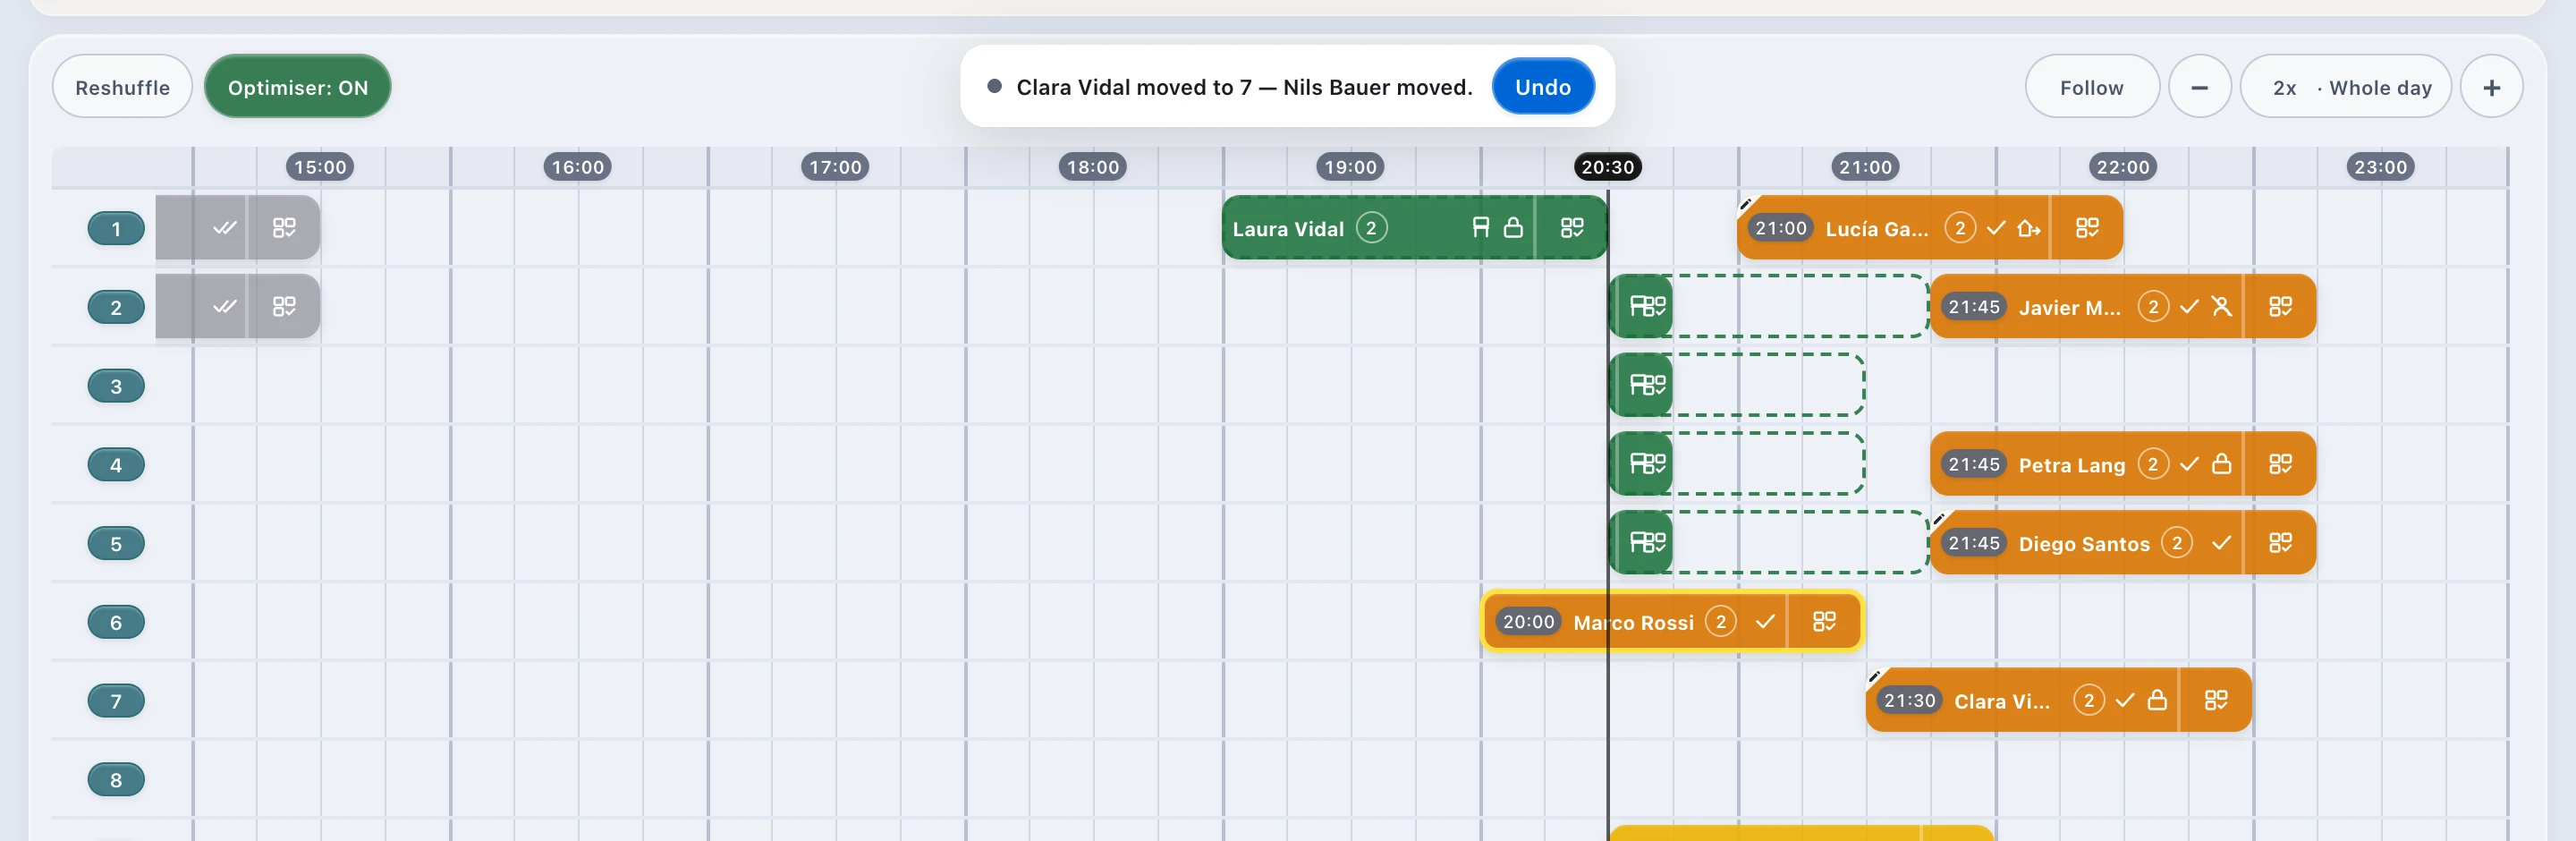 Reshuffle Optimiser: ON Clara Vidal moved to 7 — Nils Bauer moved. Undo Follow − 2x · Whole day +
15:00 16:00 17:00 18:00 19:00 20:30 21:00 22:00 23:00
1 Laura Vidal 2 21:00 Lucía Ga... 2
2 21:45 Javier M... 2
3
4 21:45 Petra Lang 2
5 21:45 Diego Santos 2
6 20:00 Marco Rossi 2
7 21:30 Clara Vi... 2
8